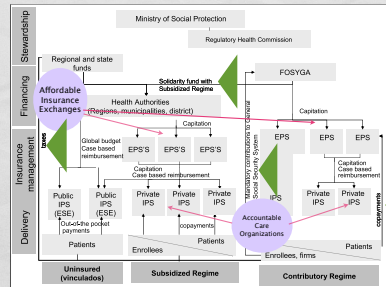 Stewardship
Ministry of Social Protection
Regulatory Health Commission
Financing
Regional and state
funds
Solidarity fund with
Subsidized Regime
FOSYGA
Affordable
Insurance
Exchanges
Health Authorities
(Regions, municipalities, district)
Capitation
Capitation
Mandatory contributions to General
Social Security System
Insurance
management
taxes
Global budget
Case based
reimbursement
EPS'S
EPS'S
EPS'S
EPS
EPS
EPS
Capitation
Case based reimbursement
Capitation
Case based
reimbursement
copayments
Delivery
Public
IPS
(ESE)
Public
IPS
(ESE)
Private
IPS
Private
IPS
Private
IPS
IPS
Private
IPS
Private
IPS
Out-of-the pocket
payments
copayments
Accountable
Care
Organizations
Patients
Patients
Enrollees
Patients
Enrollees, firms
Uninsured
(vinculados)
Subsidized Regime
Contributory Regime